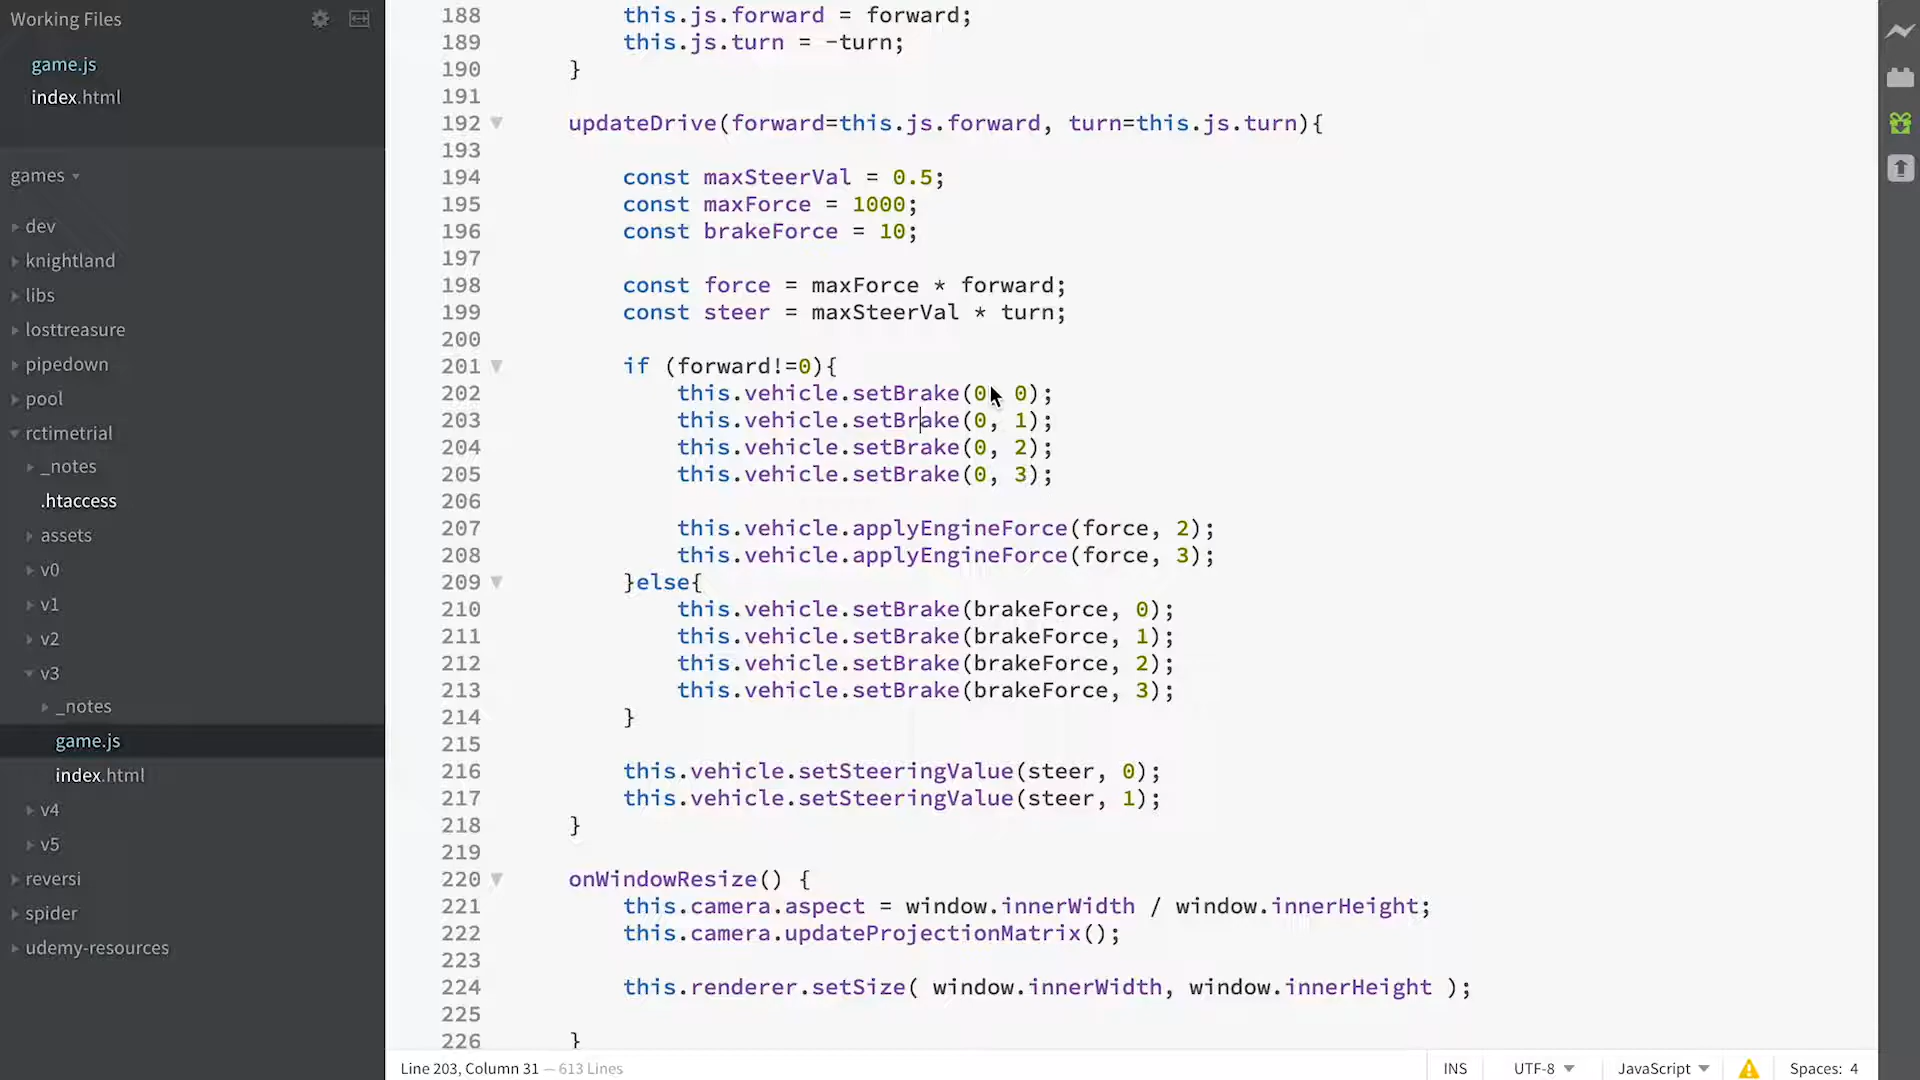 Working Files
game.js
index.html
games
dev
knightland
libs
losttreasure
pipedown
pool
rctimetrial
_notes
.htaccess
assets
v0
v1
v2
v3
_notes
game.js
index.html
v4
v5
reversi
spider
udemy-resources
188 this.js.forward = forward;
189 this.js.turn = -turn;
190 }
191
192 updateDrive(forward=this.js.forward, turn=this.js.turn){
193
194 const maxSteerVal = 0.5;
195 const maxForce = 1000;
196 const brakeForce = 10;
197
198 const force = maxForce * forward;
199 const steer = maxSteerVal * turn;
200
201 if (forward!=0){
202 this.vehicle.setBrake(0, 0);
203 this.vehicle.setBrake(0, 1);
204 this.vehicle.setBrake(0, 2);
205 this.vehicle.setBrake(0, 3);
206
207 this.vehicle.applyEngineForce(force, 2);
208 this.vehicle.applyEngineForce(force, 3);
209 }else{
210 this.vehicle.setBrake(brakeForce, 0);
211 this.vehicle.setBrake(brakeForce, 1);
212 this.vehicle.setBrake(brakeForce, 2);
213 this.vehicle.setBrake(brakeForce, 3);
214 }
215
216 this.vehicle.setSteeringValue(steer, 0);
217 this.vehicle.setSteeringValue(steer, 1);
218 }
219
220 onWindowResize() {
221 this.camera.aspect = window.innerWidth / window.innerHeight;
222 this.camera.updateProjectionMatrix();
223
224 this.renderer.setSize( window.innerWidth, window.innerHeight );
225
226 }
Line 203, Column 31 — 613 Lines
INS UTF-8 JavaScript Spaces: 4